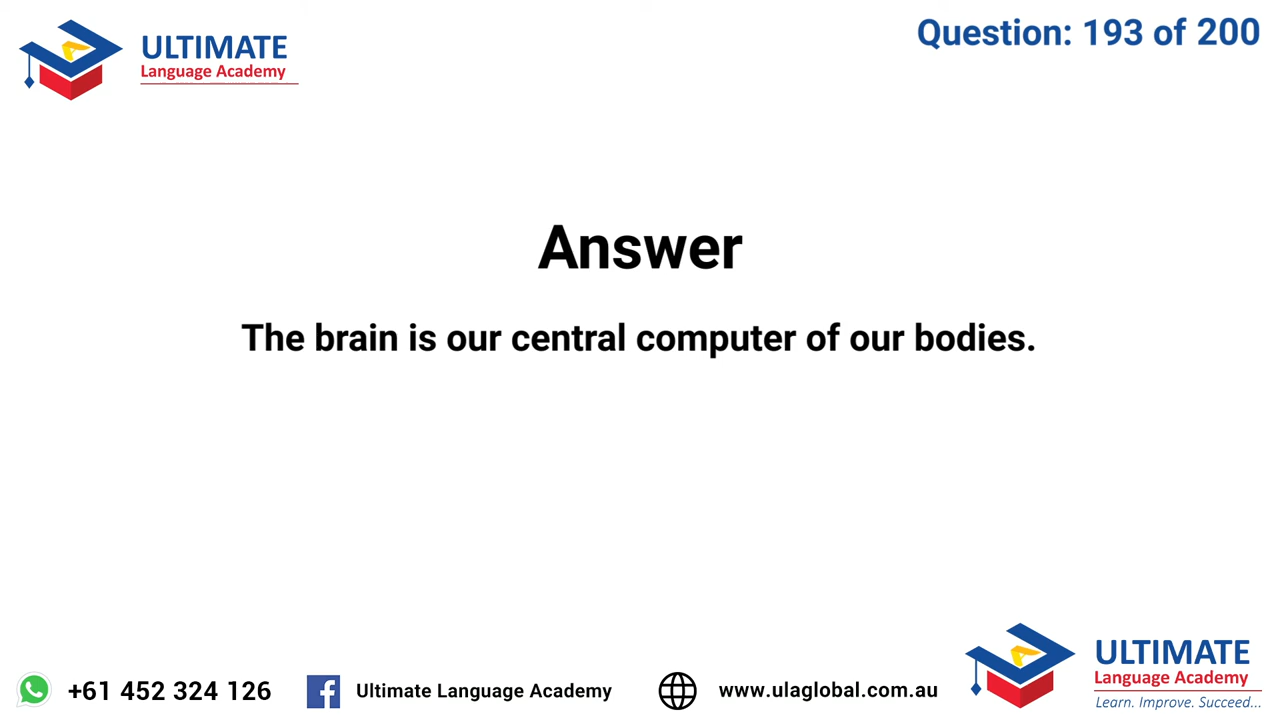 ULTIMATE
Language Academy
Question: 193 of 200
Answer
The brain is our central computer of our bodies.
+61 452 324 126
Ultimate Language Academy
www.ulaglobal.com.au
ULTIMATE
Language Academy
Learn. Improve. Succeed...